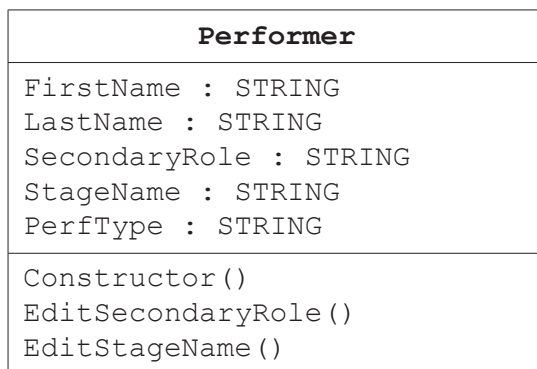 Performer
FirstName : STRING
LastName : STRING
SecondaryRole : STRING
StageName : STRING
PerfType : STRING
Constructor()
EditSecondaryRole()
EditStageName()